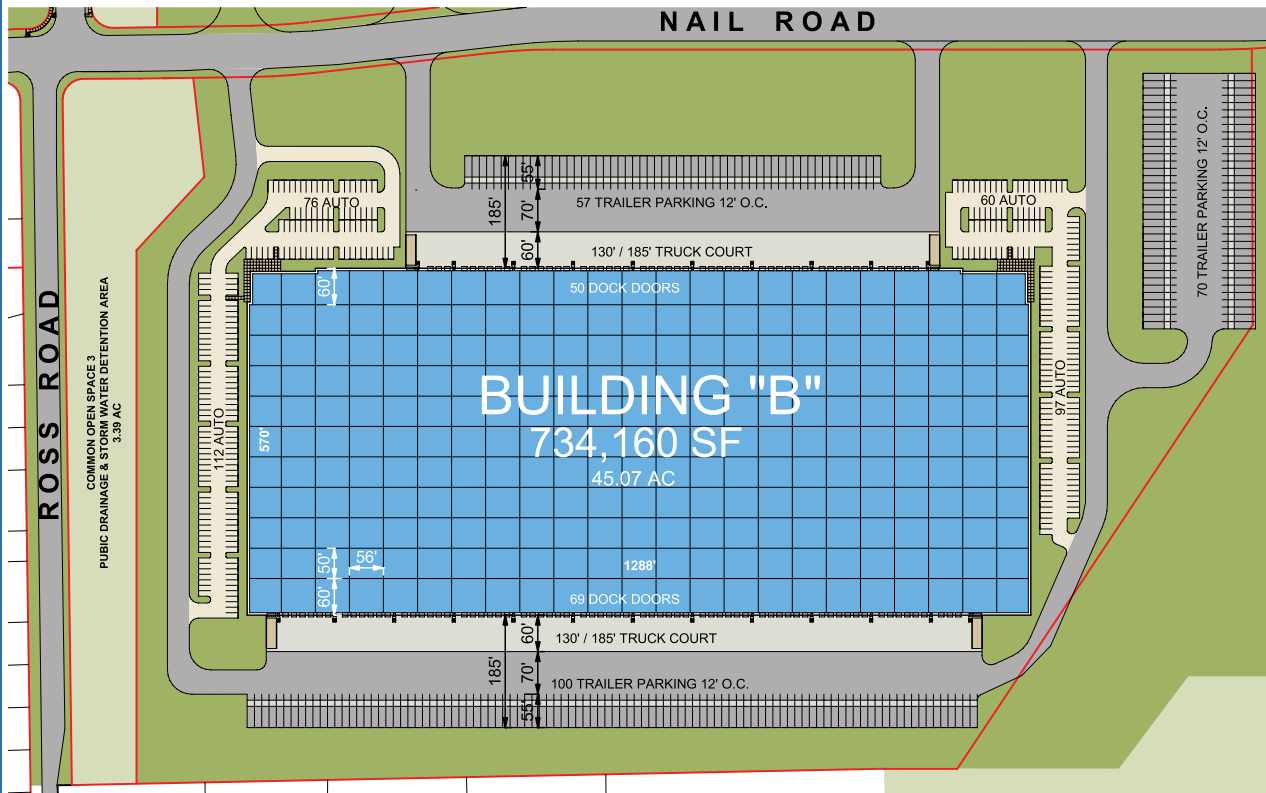 NAIL ROAD
ROSS ROAD
COMMON OPEN SPACE 3
PUBIC DRAINAGE & STORM WATER DETENTION AREA
3.39 AC
76 AUTO
112 AUTO
185'
55'
70'
60'
57 TRAILER PARKING 12' O.C.
130' / 185' TRUCK COURT
60 AUTO
97 AUTO
70 TRAILER PARKING 12' O.C.
60'
50 DOCK DOORS
BUILDING "B"
734,160 SF
45.07 AC
570'
50'
56'
60'
1288'
69 DOCK DOORS
185'
60'
70'
55'
130' / 185' TRUCK COURT
100 TRAILER PARKING 12' O.C.